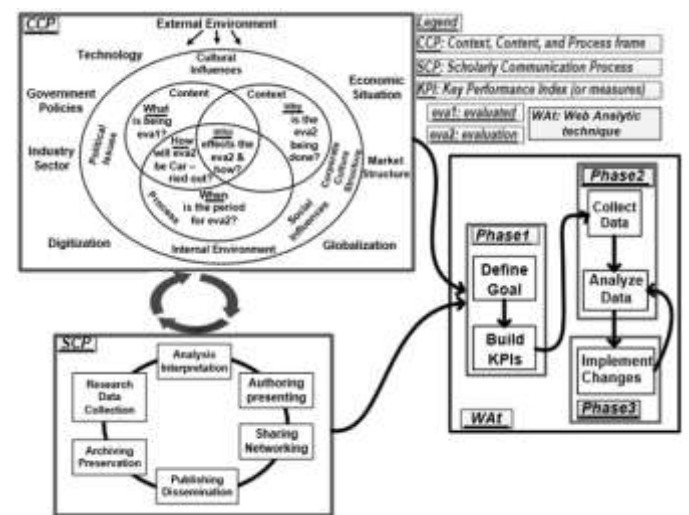 CCP
External Environment
Technology
Cultural
Influences
Government
Policies
Economic
Situation
Content
Context
What
is being
eva1?
Why
is the
eva2
being
done?
How
will eva2
be Car –
ried out?
Who
effects the
eva2 &
how?
Political
Issues
Industry
Sector
Corporate
Culture
Market
Structure
Process
When
is the period
for eva2?
Social
Influences
Internal Environment
Digitization
Globalization
Legend
CCP: Context, Content, and Process frame
SCP: Scholarly Communication Process
KPI: Key Performance Index (or measures)
eva1: evaluated
eva2: evaluation
WAt: Web Analytic
technique
SCP
Analysis
Interpretation
Research
Data
Collection
Authoring
presenting
Archiving
Preservation
Sharing
Networking
Publishing
Dissemination
Phase1
Define
Goal
Build
KPIs
Phase2
Collect
Data
Analyze
Data
Implement
Changes
Phase3
WAt